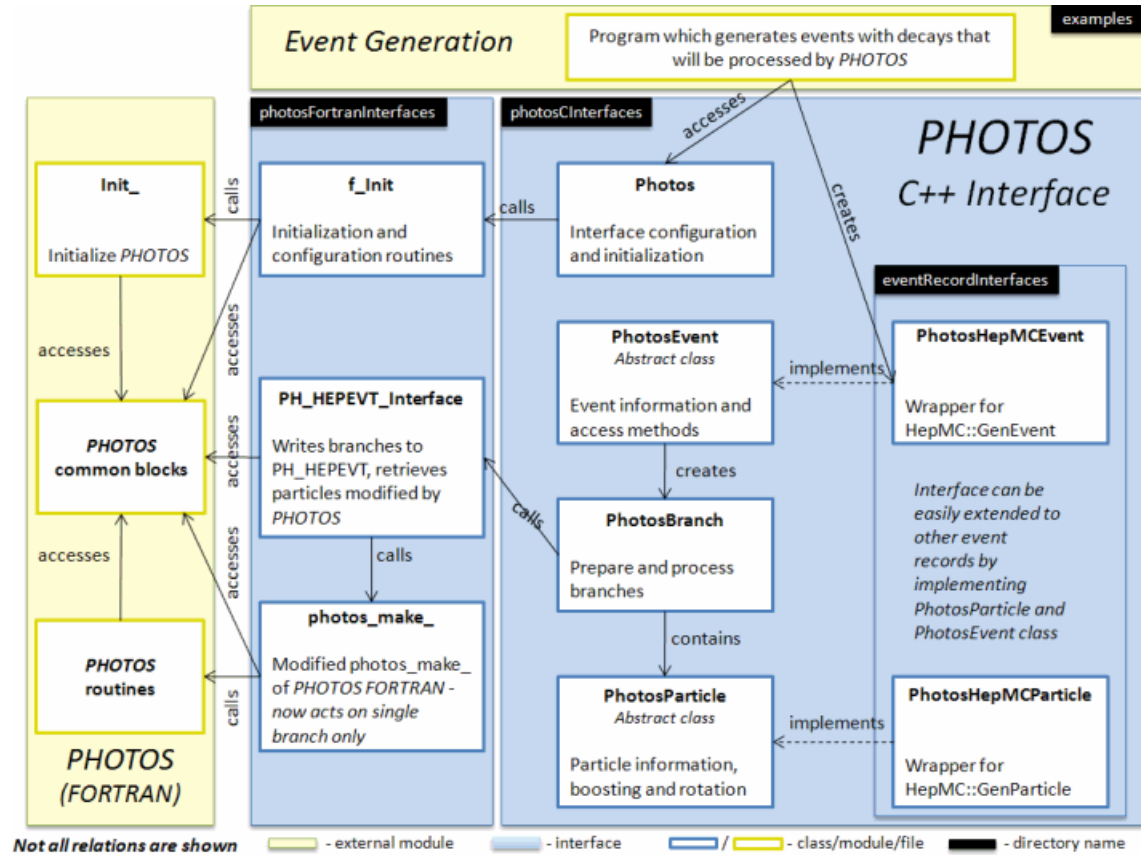 examples
Event Generation
Program which generates events with decays that
will be processed by PHOTOS
photosFortranInterfaces
photosCInterfaces
accesses
creates
PHOTOS
C++ Interface
Init_
Initialize PHOTOS
calls
f_Init
Initialization and
configuration routines
calls
Photos
Interface configuration
and initialization
eventRecordInterfaces
accesses
accesses
PhotosEvent
Abstract class
Event information and
access methods
implements
PhotosHepMCEvent
Wrapper for
HepMC::GenEvent
PHOTOS
common blocks
accesses
PH_HEPEVT_Interface
Writes branches to
PH_HEPEVT, retrieves
particles modified by
PHOTOS
creates
calls
PhotosBranch
Prepare and process
branches
Interface can be
easily extended to
other event
records by
implementing
PhotosParticle and
PhotosEvent class
accesses
accesses
calls
contains
PHOTOS
routines
calls
photos_make_
Modified photos_make_
of PHOTOS FORTRAN -
now acts on single
branch only
PhotosParticle
Abstract class
Particle information,
boosting and rotation
implements
PhotosHepMCParticle
Wrapper for
HepMC::GenParticle
PHOTOS
(FORTRAN)
Not all relations are shown
- external module
- interface
/
- class/module/file
- directory name